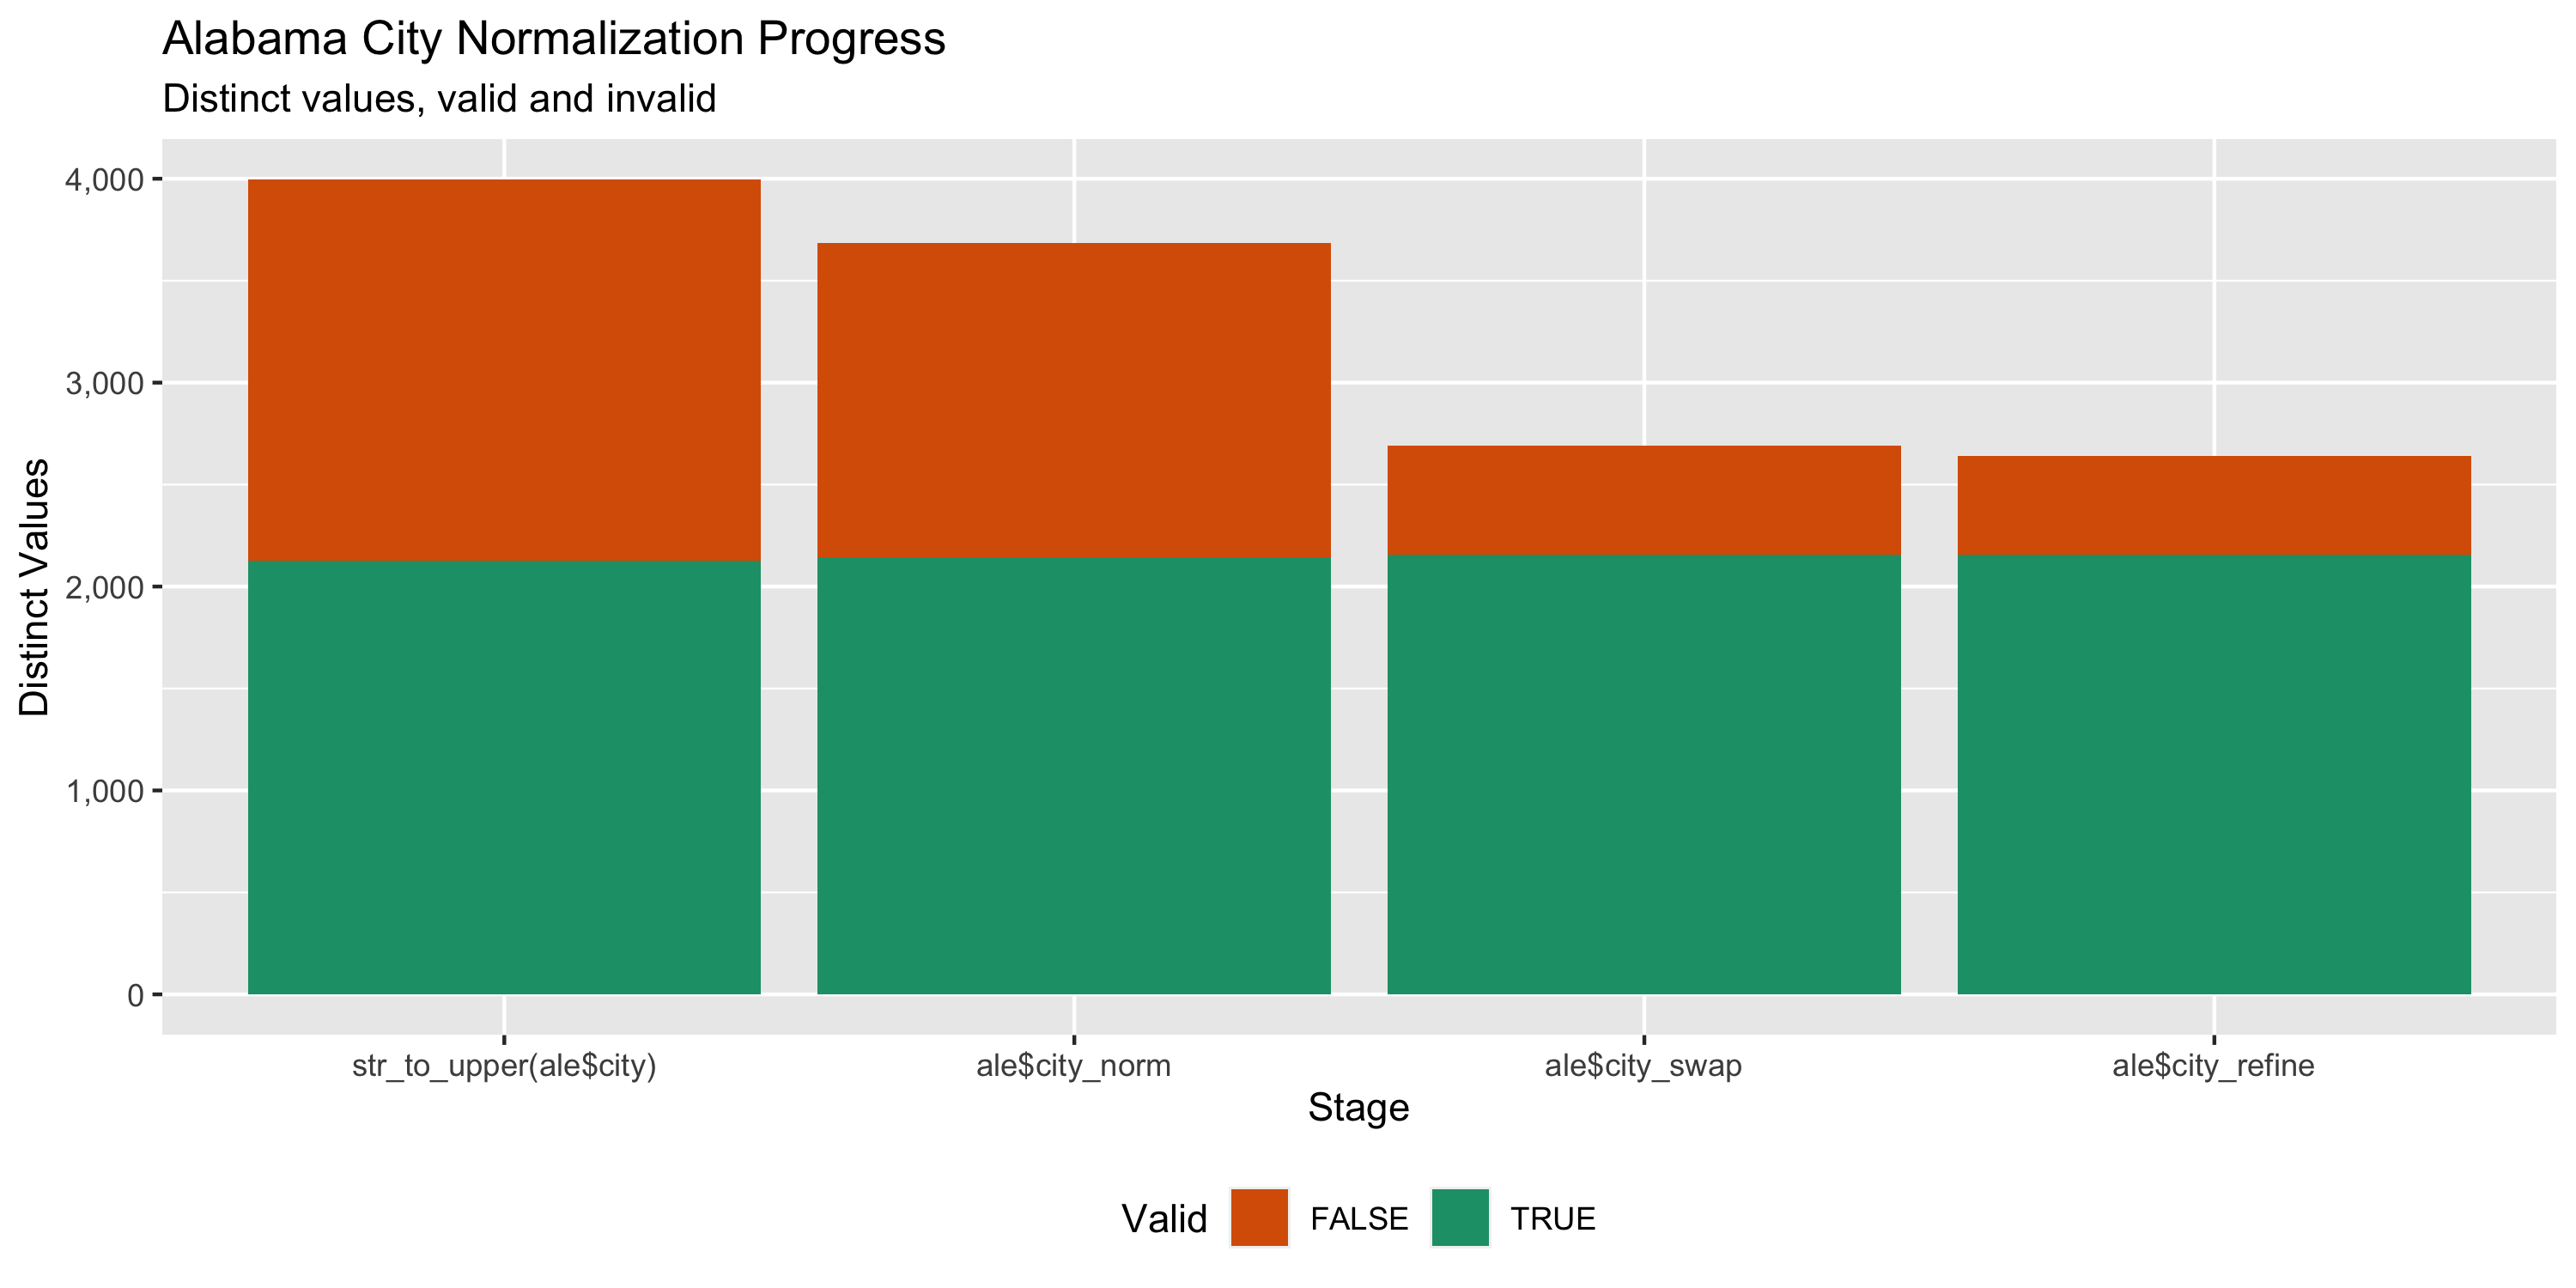 Alabama City Normalization Progress
Distinct values, valid and invalid
Distinct Values
4,000
3,000
2,000
1,000
0
str_to_upper(ale$city) ale$city_norm ale$city_swap ale$city_refine
Stage
Valid FALSE TRUE